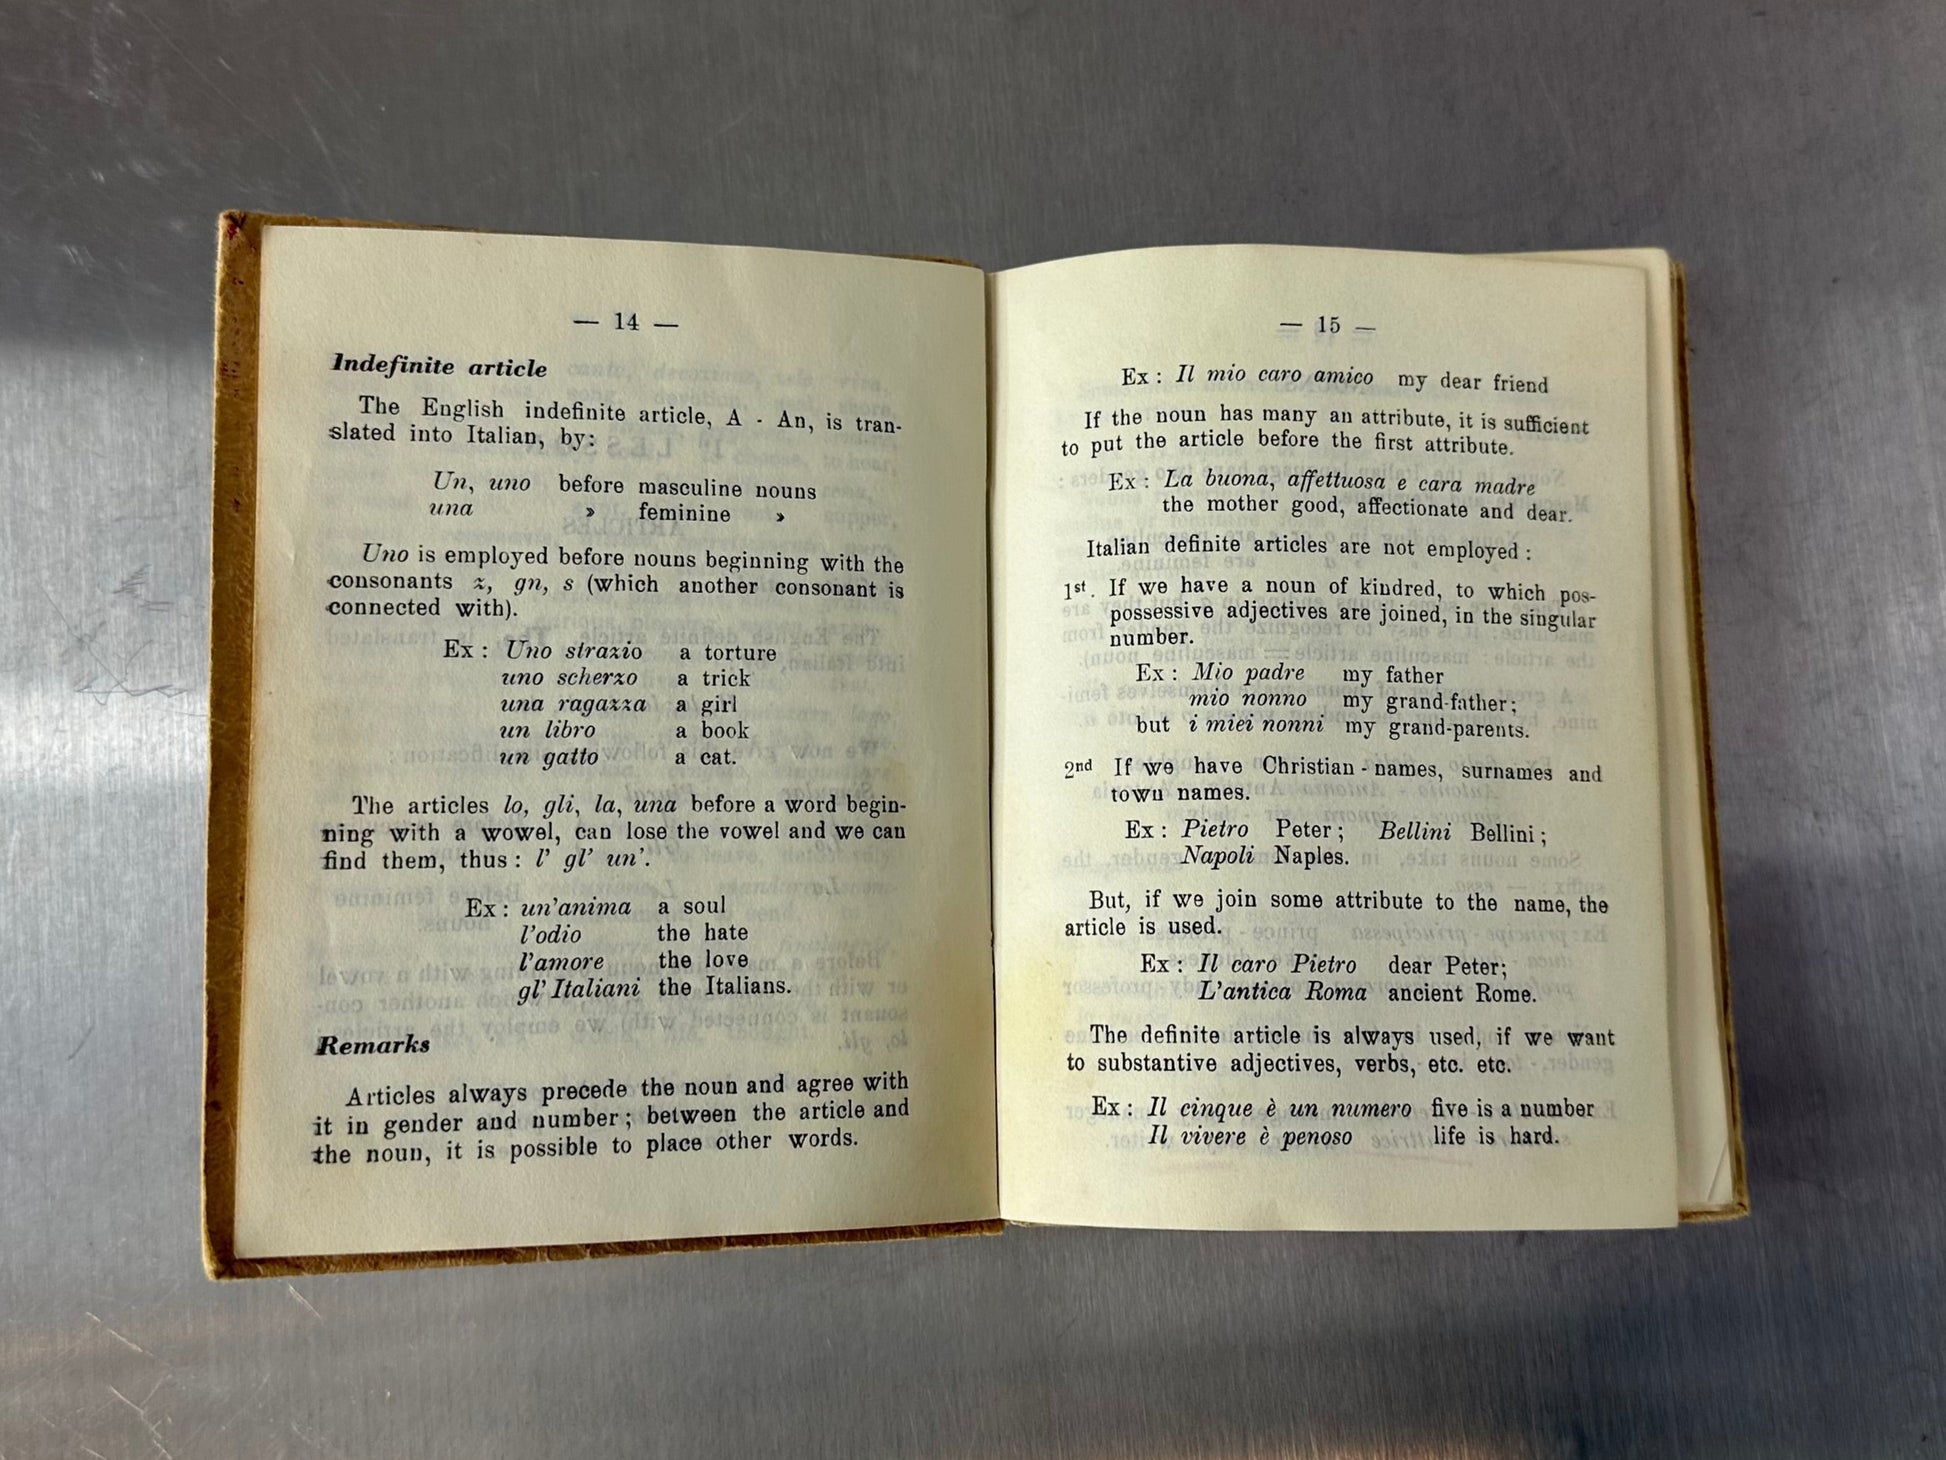 — 14 —
Indefinite article
The English indefinite article, A - An, is tran-
slated into Italian, by:
Un, uno before masculine nouns
una » feminine »
Uno is employed before nouns beginning with the
consonants z, gn, s (which another consonant is
connected with).
Ex : Uno strazio a torture
uno scherzo a trick
una ragazza a girl
un libro a book
un gatto a cat.
The articles lo, gli, la, una before a word begin-
ning with a wowel, can lose the vowel and we can
find them, thus : l' gl' un'.
Ex : un'anima a soul
l'odio the hate
l'amore the love
gl'Italiani the Italians.
Remarks
Articles always precede the noun and agree with
it in gender and number ; between the article and
the noun, it is possible to place other words.
— 15 —
Ex : Il mio caro amico my dear friend
If the noun has many an attribute, it is sufficient
to put the article before the first attribute.
Ex : La buona, affettuosa e cara madre
the mother good, affectionate and dear.
Italian definite articles are not employed :
1st. If we have a noun of kindred, to which pos-
possessive adjectives are joined, in the singular
number.
Ex : Mio padre my father
mio nonno my grand-father;
but i miei nonni my grand-parents.
2nd If we have Christian - names, surnames and
town names.
Ex : Pietro Peter ; Bellini Bellini ;
Napoli Naples.
But, if we join some attribute to the name, the
article is used.
Ex : Il caro Pietro dear Peter;
L'antica Roma ancient Rome.
The definite article is always used, if we want
to substantive adjectives, verbs, etc. etc.
Ex : Il cinque è un numero five is a number
Il vivere è penoso life is hard.